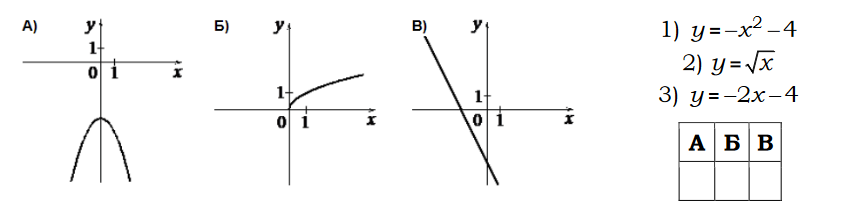 А) y 1 0 1 x
Б) y 1 0 1 x
В) y 1 0 1 x
1) y = –x² – 4
2) y = √x
3) y = –2x – 4
А Б В